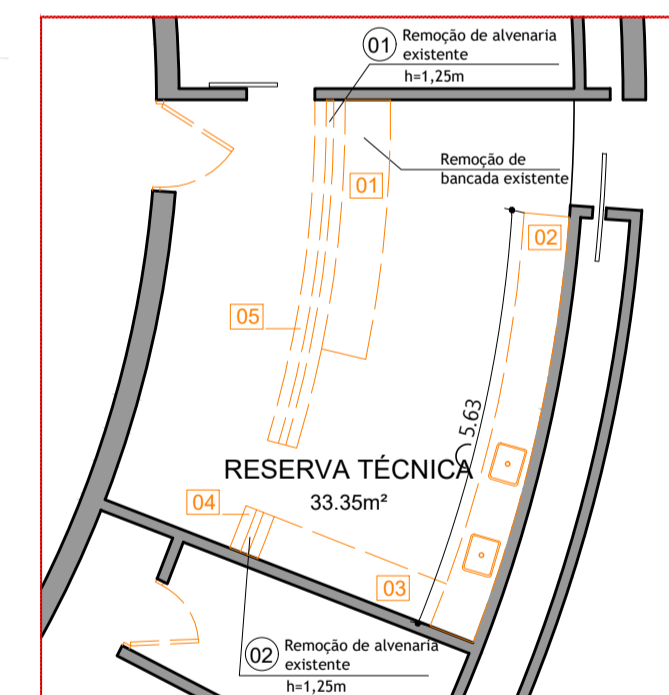 01
Remoção de alvenaria
existente
h=1,25m
Remoção de
bancada existente
01
02
05
5.63
RESERVA TÉCNICA
33.35m²
04
03
02
Remoção de alvenaria
existente
h=1,25m